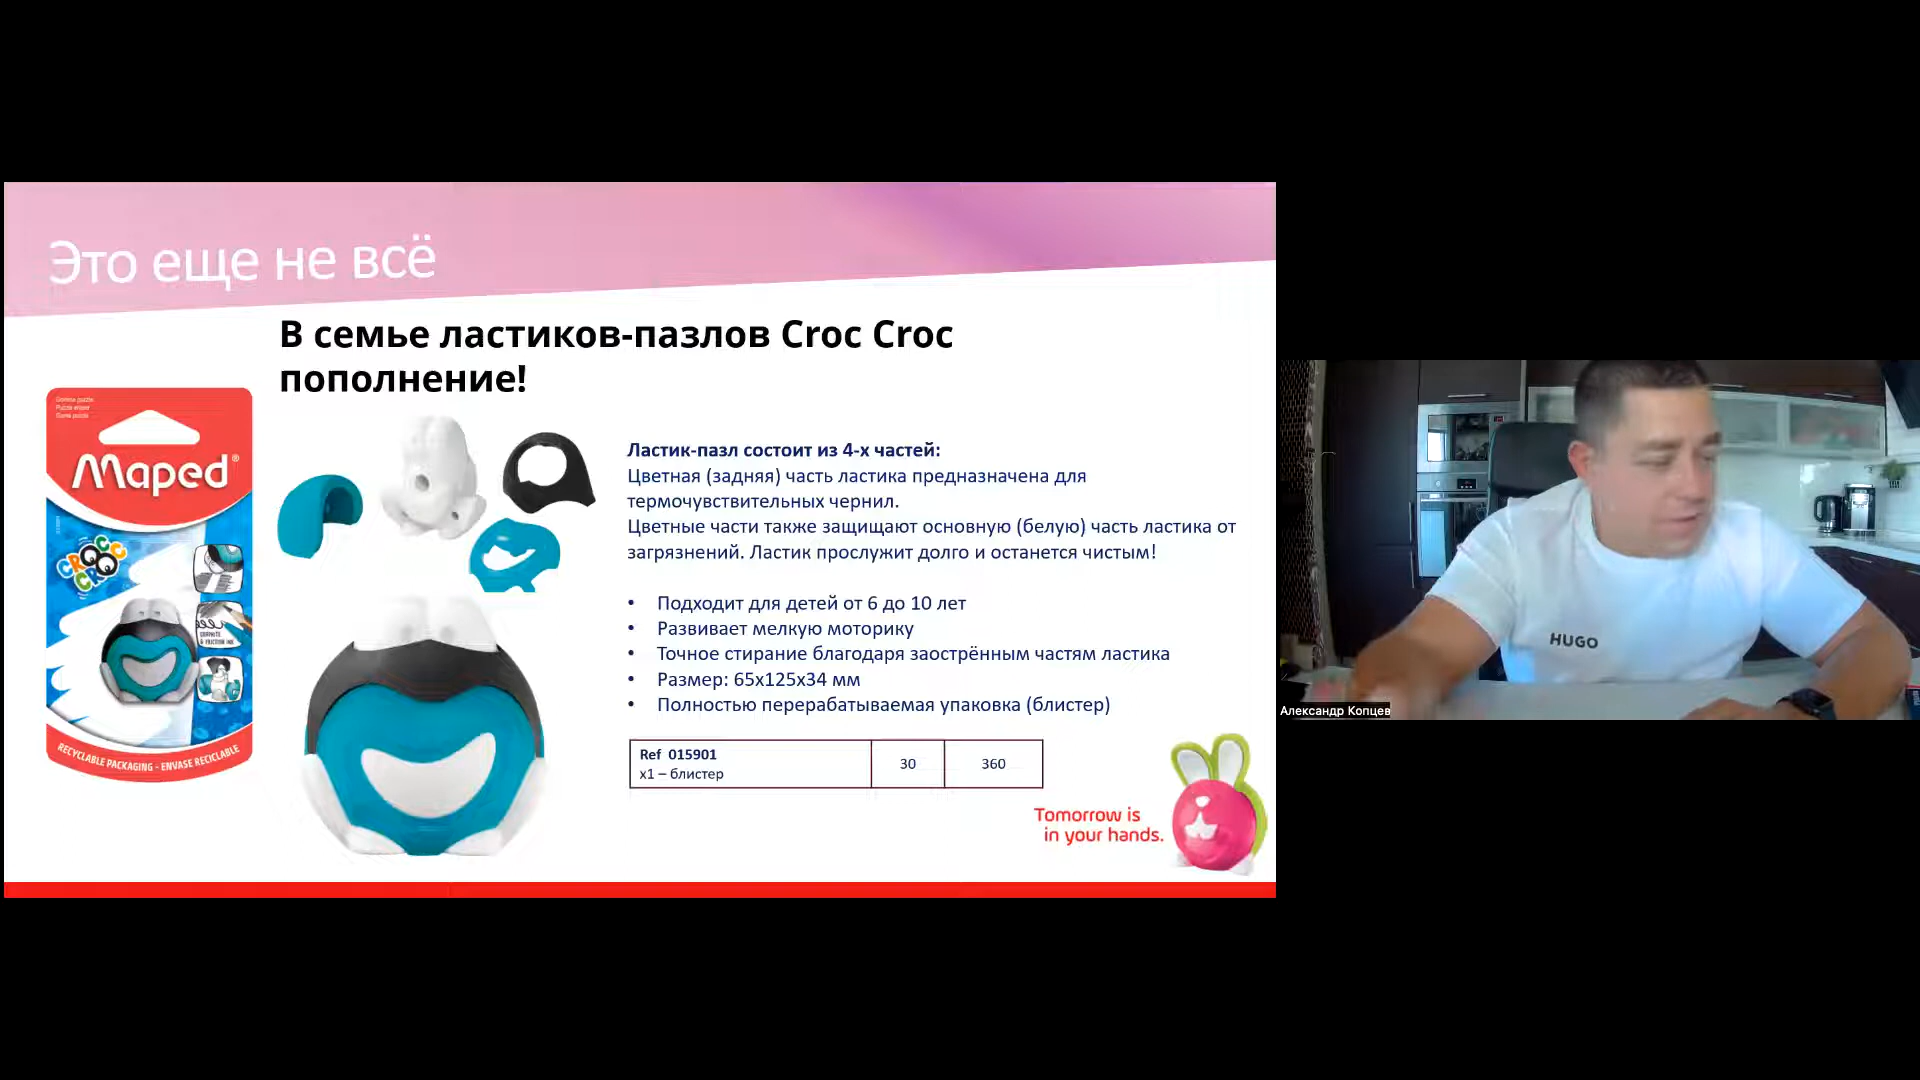 Это еще не всё
В семье ластиков-пазлов Croc Croc
пополнение!
Maped®
CROC
CRO
RECYCLABLE PACKAGING - ENVASE RECICLABLE
Ластик-пазл состоит из 4-х частей:
Цветная (задняя) часть ластика предназначена для
термочувствительных чернил.
Цветные части также защищают основную (белую) часть ластика от
загрязнений. Ластик прослужит долго и останется чистым!
• Подходит для детей от 6 до 10 лет
• Развивает мелкую моторику
• Точное стирание благодаря заострённым частям ластика
• Размер: 65x125x34 мм
• Полностью перерабатываемая упаковка (блистер)
Ref 015901
x1 – блистер
30
360
Tomorrow is
in your hands.
HUGO
Александр Копцев